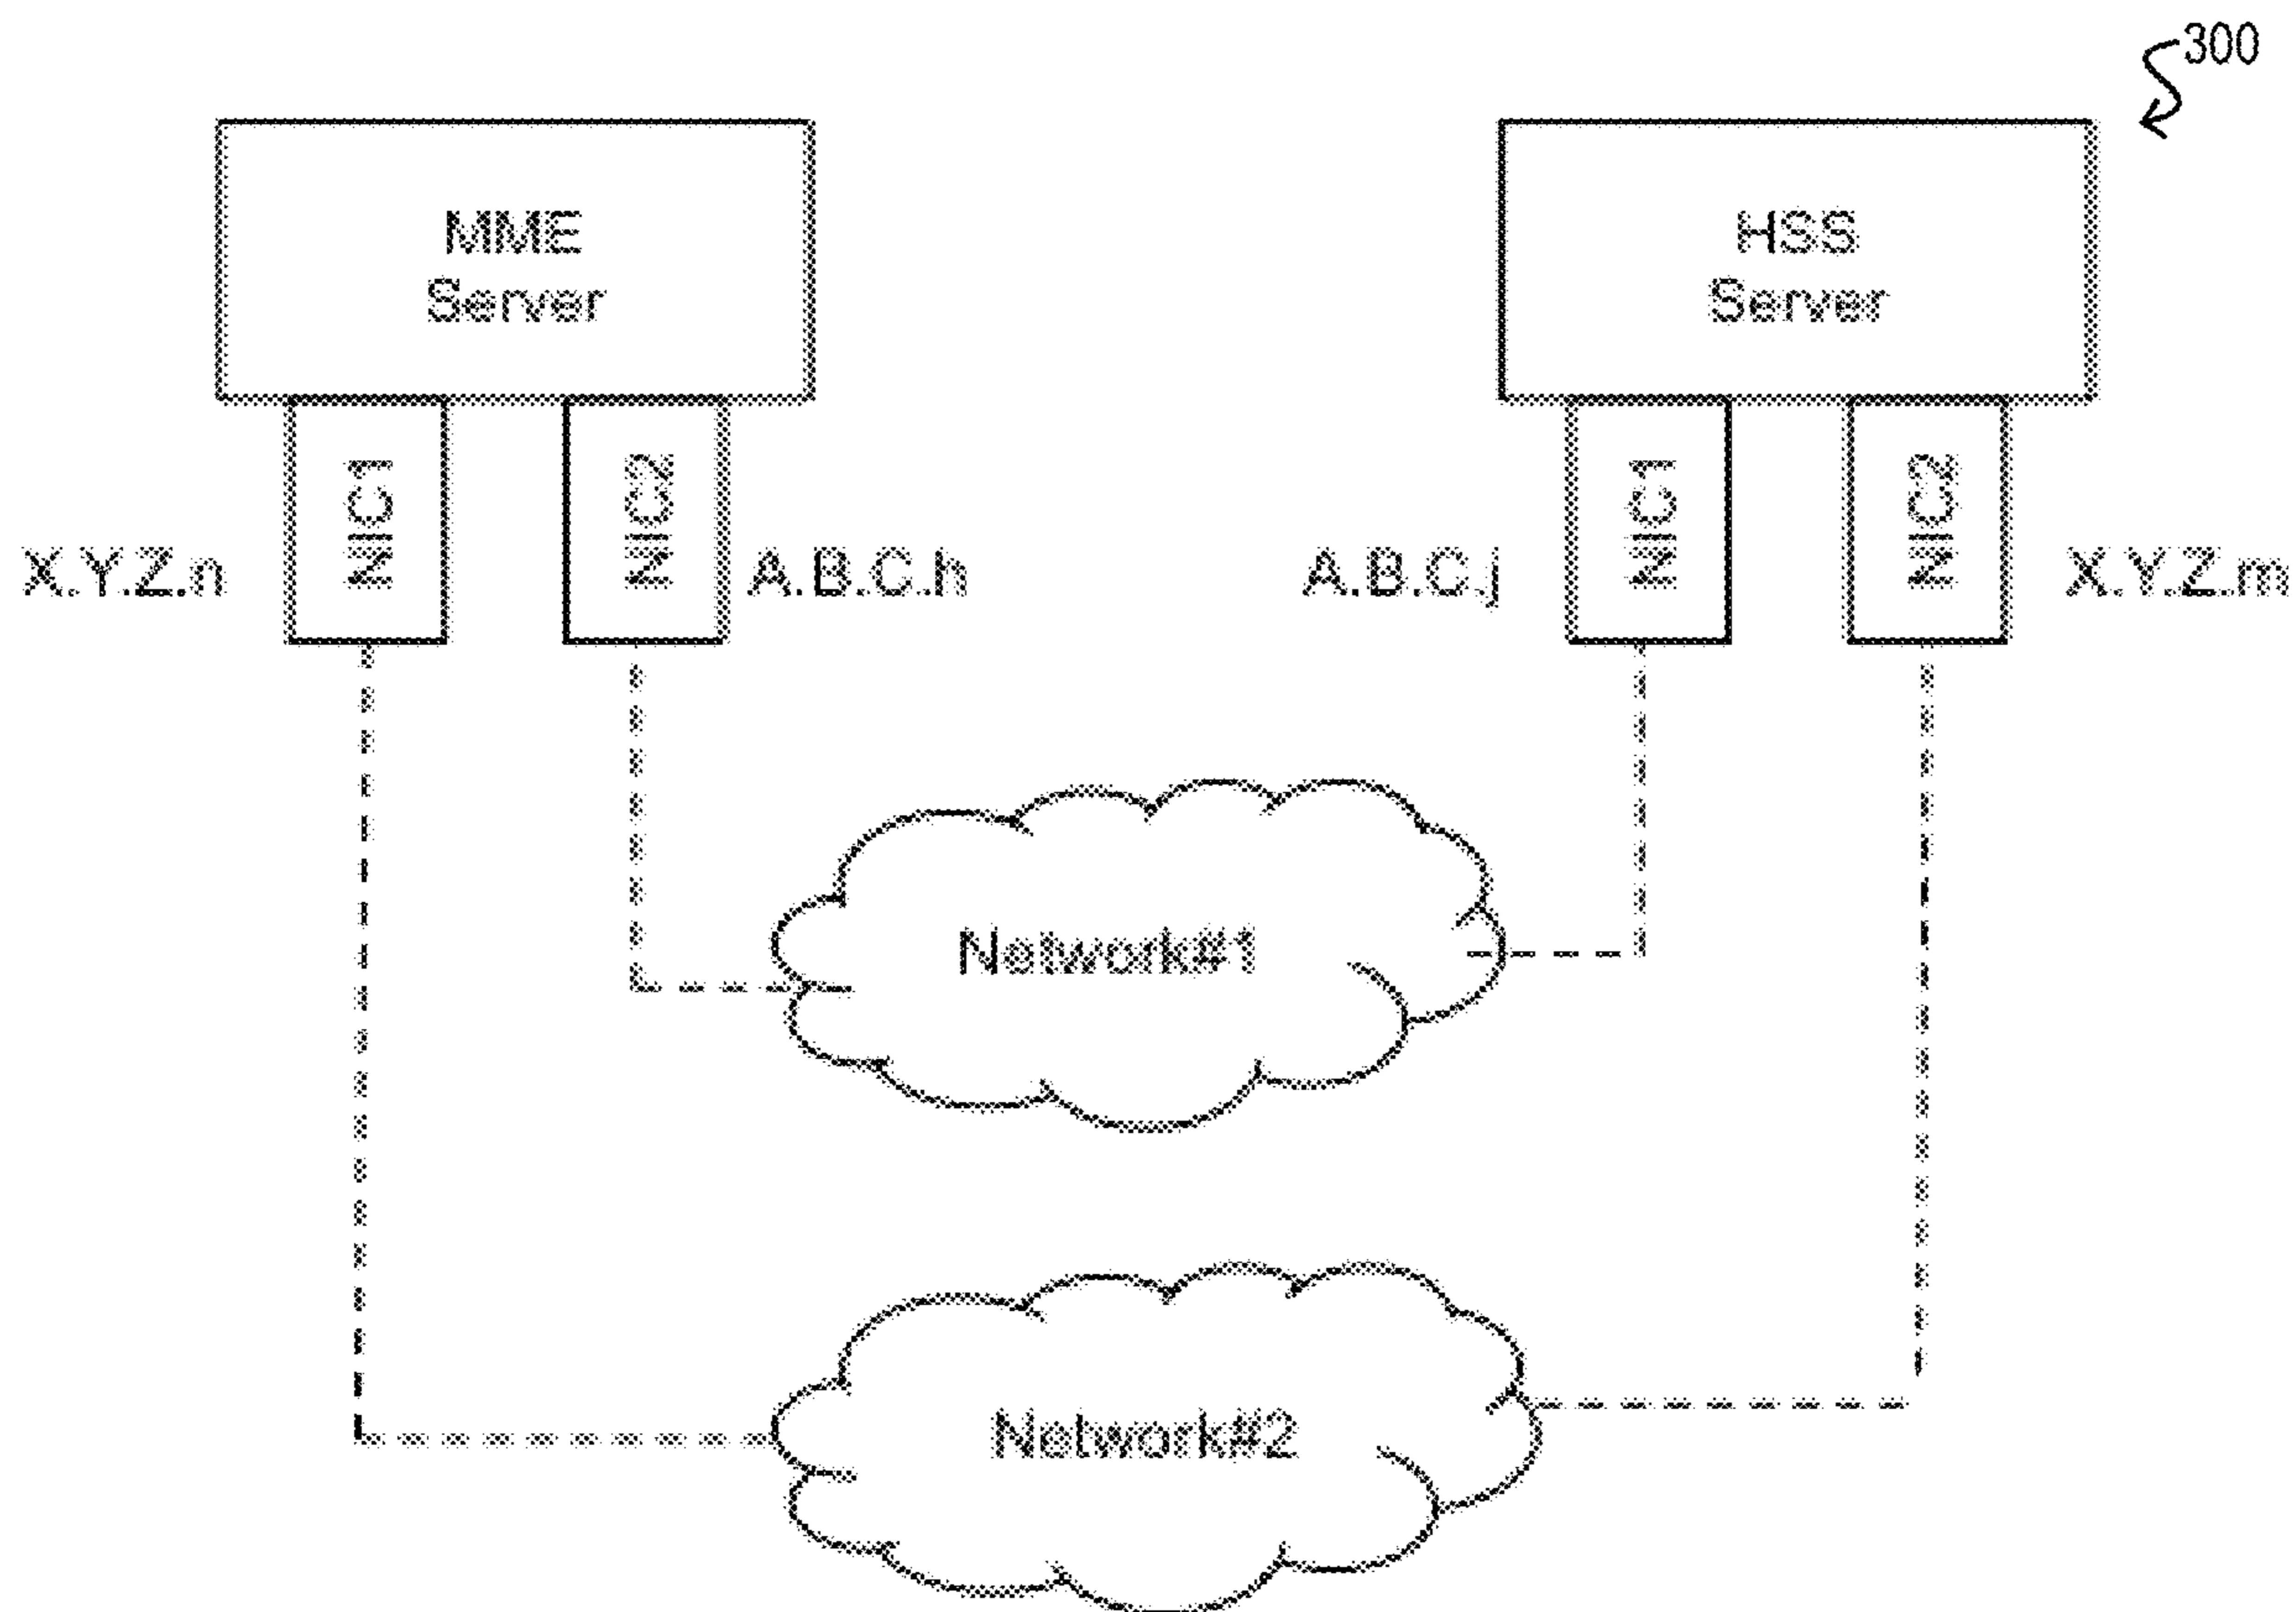 300
MME
Server
HSS
Server
NIC1
NIC2
NIC1
NIC2
X.Y.Z.n
A.B.C.h
A.B.C.j
X.Y.Z.m
Network#1
Network#2